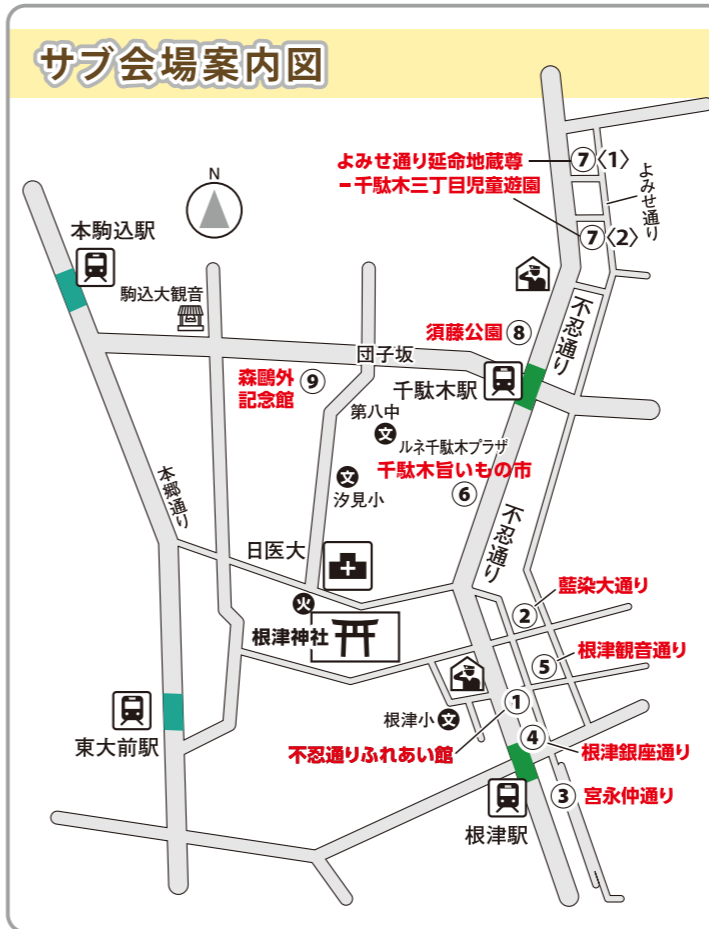 サブ会場案内図
よみせ通り延命地蔵尊
－千駄木三丁目児童遊園
⑦〈1〉
よみせ通り
⑦〈2〉
N
本駒込駅
駒込大観音
不忍通り
須藤公園 ⑧
団子坂
千駄木駅
森鷗外
記念館
⑨
第八中
文
ルネ千駄木プラザ
千駄木旨いもの市
⑥
文
汐見小
本郷通り
不忍通り
日医大
火
根津神社
藍染大通り
②
根津観音通り
⑤
①
根津小
文
不忍通りふれあい館
④
根津銀座通り
東大前駅
③
宮永仲通り
根津駅